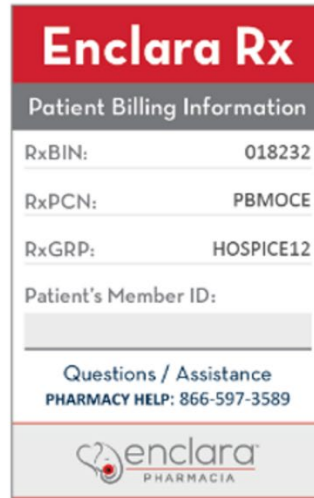 Enclara Rx
Patient Billing Information
RxBIN: 018232
RxPCN: PBMOCE
RxGRP: HOSPICE12
Patient's Member ID:
Questions / Assistance
PHARMACY HELP: 866-597-3589
enclara
PHARMACIA